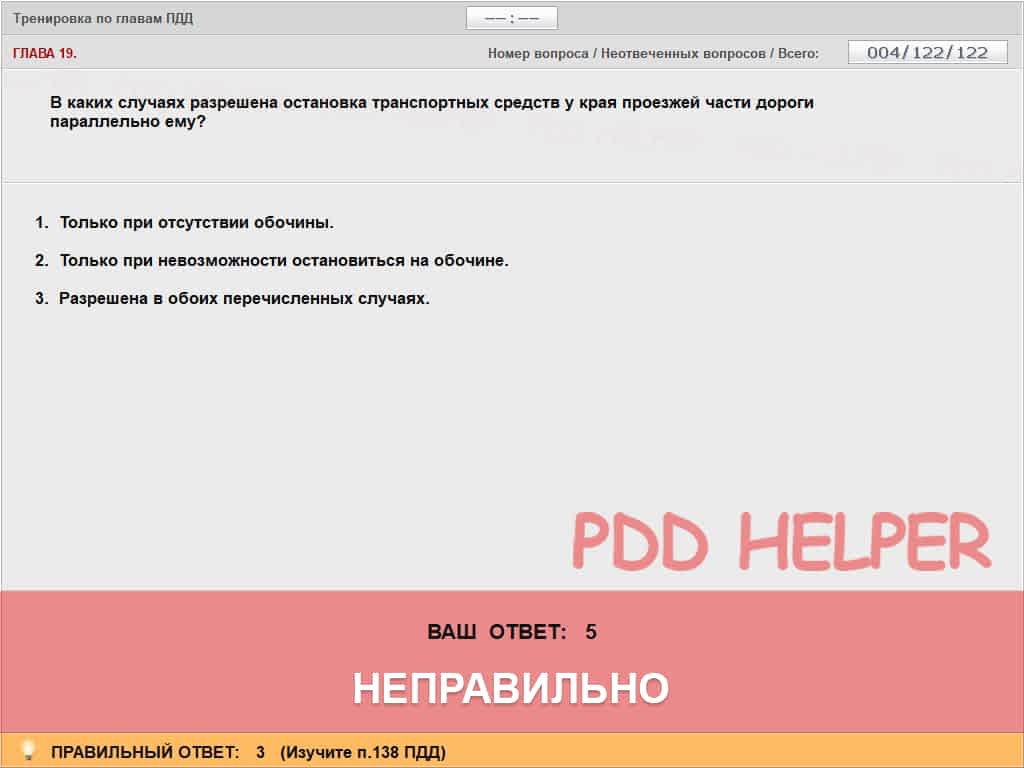 Тренировка по главам ПДД
—— : ——
ГЛАВА 19.
Номер вопроса / Неотвеченных вопросов / Всего:
004/122/122
В каких случаях разрешена остановка транспортных средств у края проезжей части дороги
параллельно ему?
1. Только при отсутствии обочины.
2. Только при невозможности остановиться на обочине.
3. Разрешена в обоих перечисленных случаях.
PDD HELPER
ВАШ ОТВЕТ: 5
НЕПРАВИЛЬНО
ПРАВИЛЬНЫЙ ОТВЕТ: 3 (Изучите п.138 ПДД)